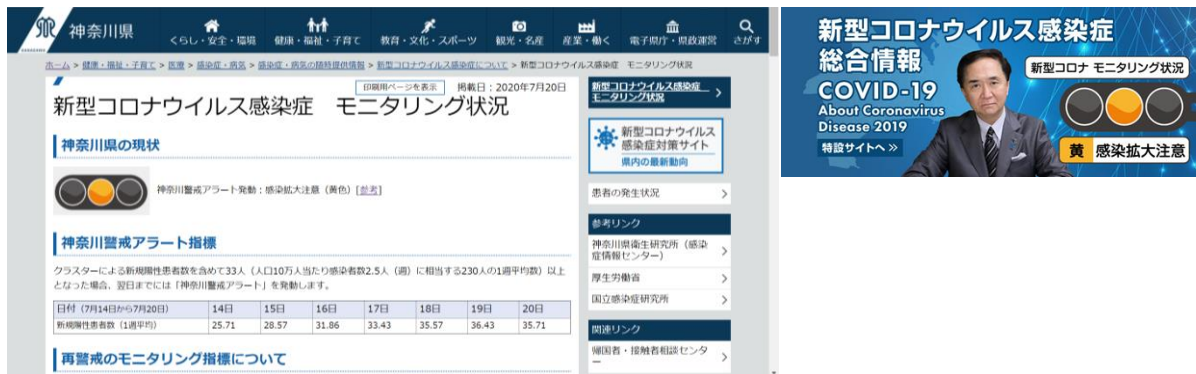 神奈川県
くらし・安全・環境 健康・福祉・子育て 教育・文化・スポーツ 観光・名産 産業・働く 電子県庁・県政運営 さがす
ホーム > 健康・福祉・子育て > 医療 > 感染症・病気 > 感染症・病気の随時提供情報 > 新型コロナウイルス感染症について > 新型コロナウイルス感染症 モニタリング状況
印刷用ページを表示 掲載日:2020年7月20日
新型コロナウイルス感染症 モニタリング状況
神奈川県の現状
神奈川警戒アラート発動:感染拡大注意(黄色)[参考]
神奈川警戒アラート指標
クラスターによる新規陽性患者数を含めて33人(人口10万人当たり感染者数2.5人(週)に相当する230人の1週平均数)以上
となった場合、翌日までには「神奈川警戒アラート」を発動します。
日付(7月14日から7月20日) 14日 15日 16日 17日 18日 19日 20日
新規陽性患者数(1週平均) 25.71 28.57 31.86 33.43 35.57 36.43 35.71
再警戒のモニタリング指標について
新型コロナウイルス感染症
モニタリング状況
新型コロナウイルス
感染症対策サイト
県内の最新動向
患者の発生状況
参考リンク
神奈川県衛生研究所(感染
症情報センター)
厚生労働省
国立感染症研究所
関連リンク
帰国者・接触者相談センタ
ー
新型コロナウイルス感染症
総合情報
新型コロナ モニタリング状況
COVID-19
About Coronavirus
Disease 2019
特設サイトへ
黄 感染拡大注意